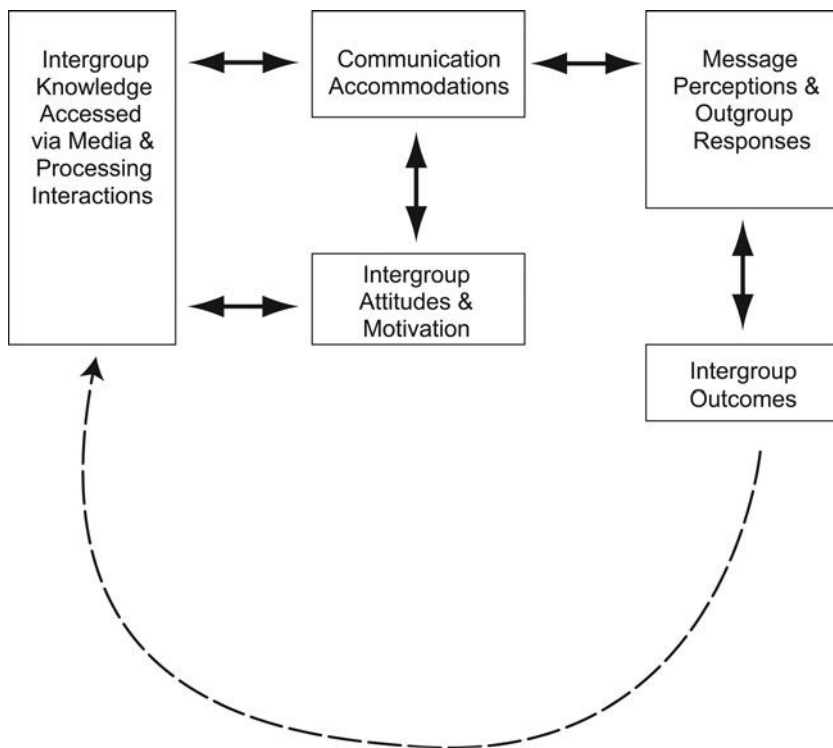 Intergroup
Knowledge
Accessed
via Media &
Processing
Interactions
Communication
Accommodations
Message
Perceptions &
Outgroup
Responses
Intergroup
Attitudes &
Motivation
Intergroup
Outcomes